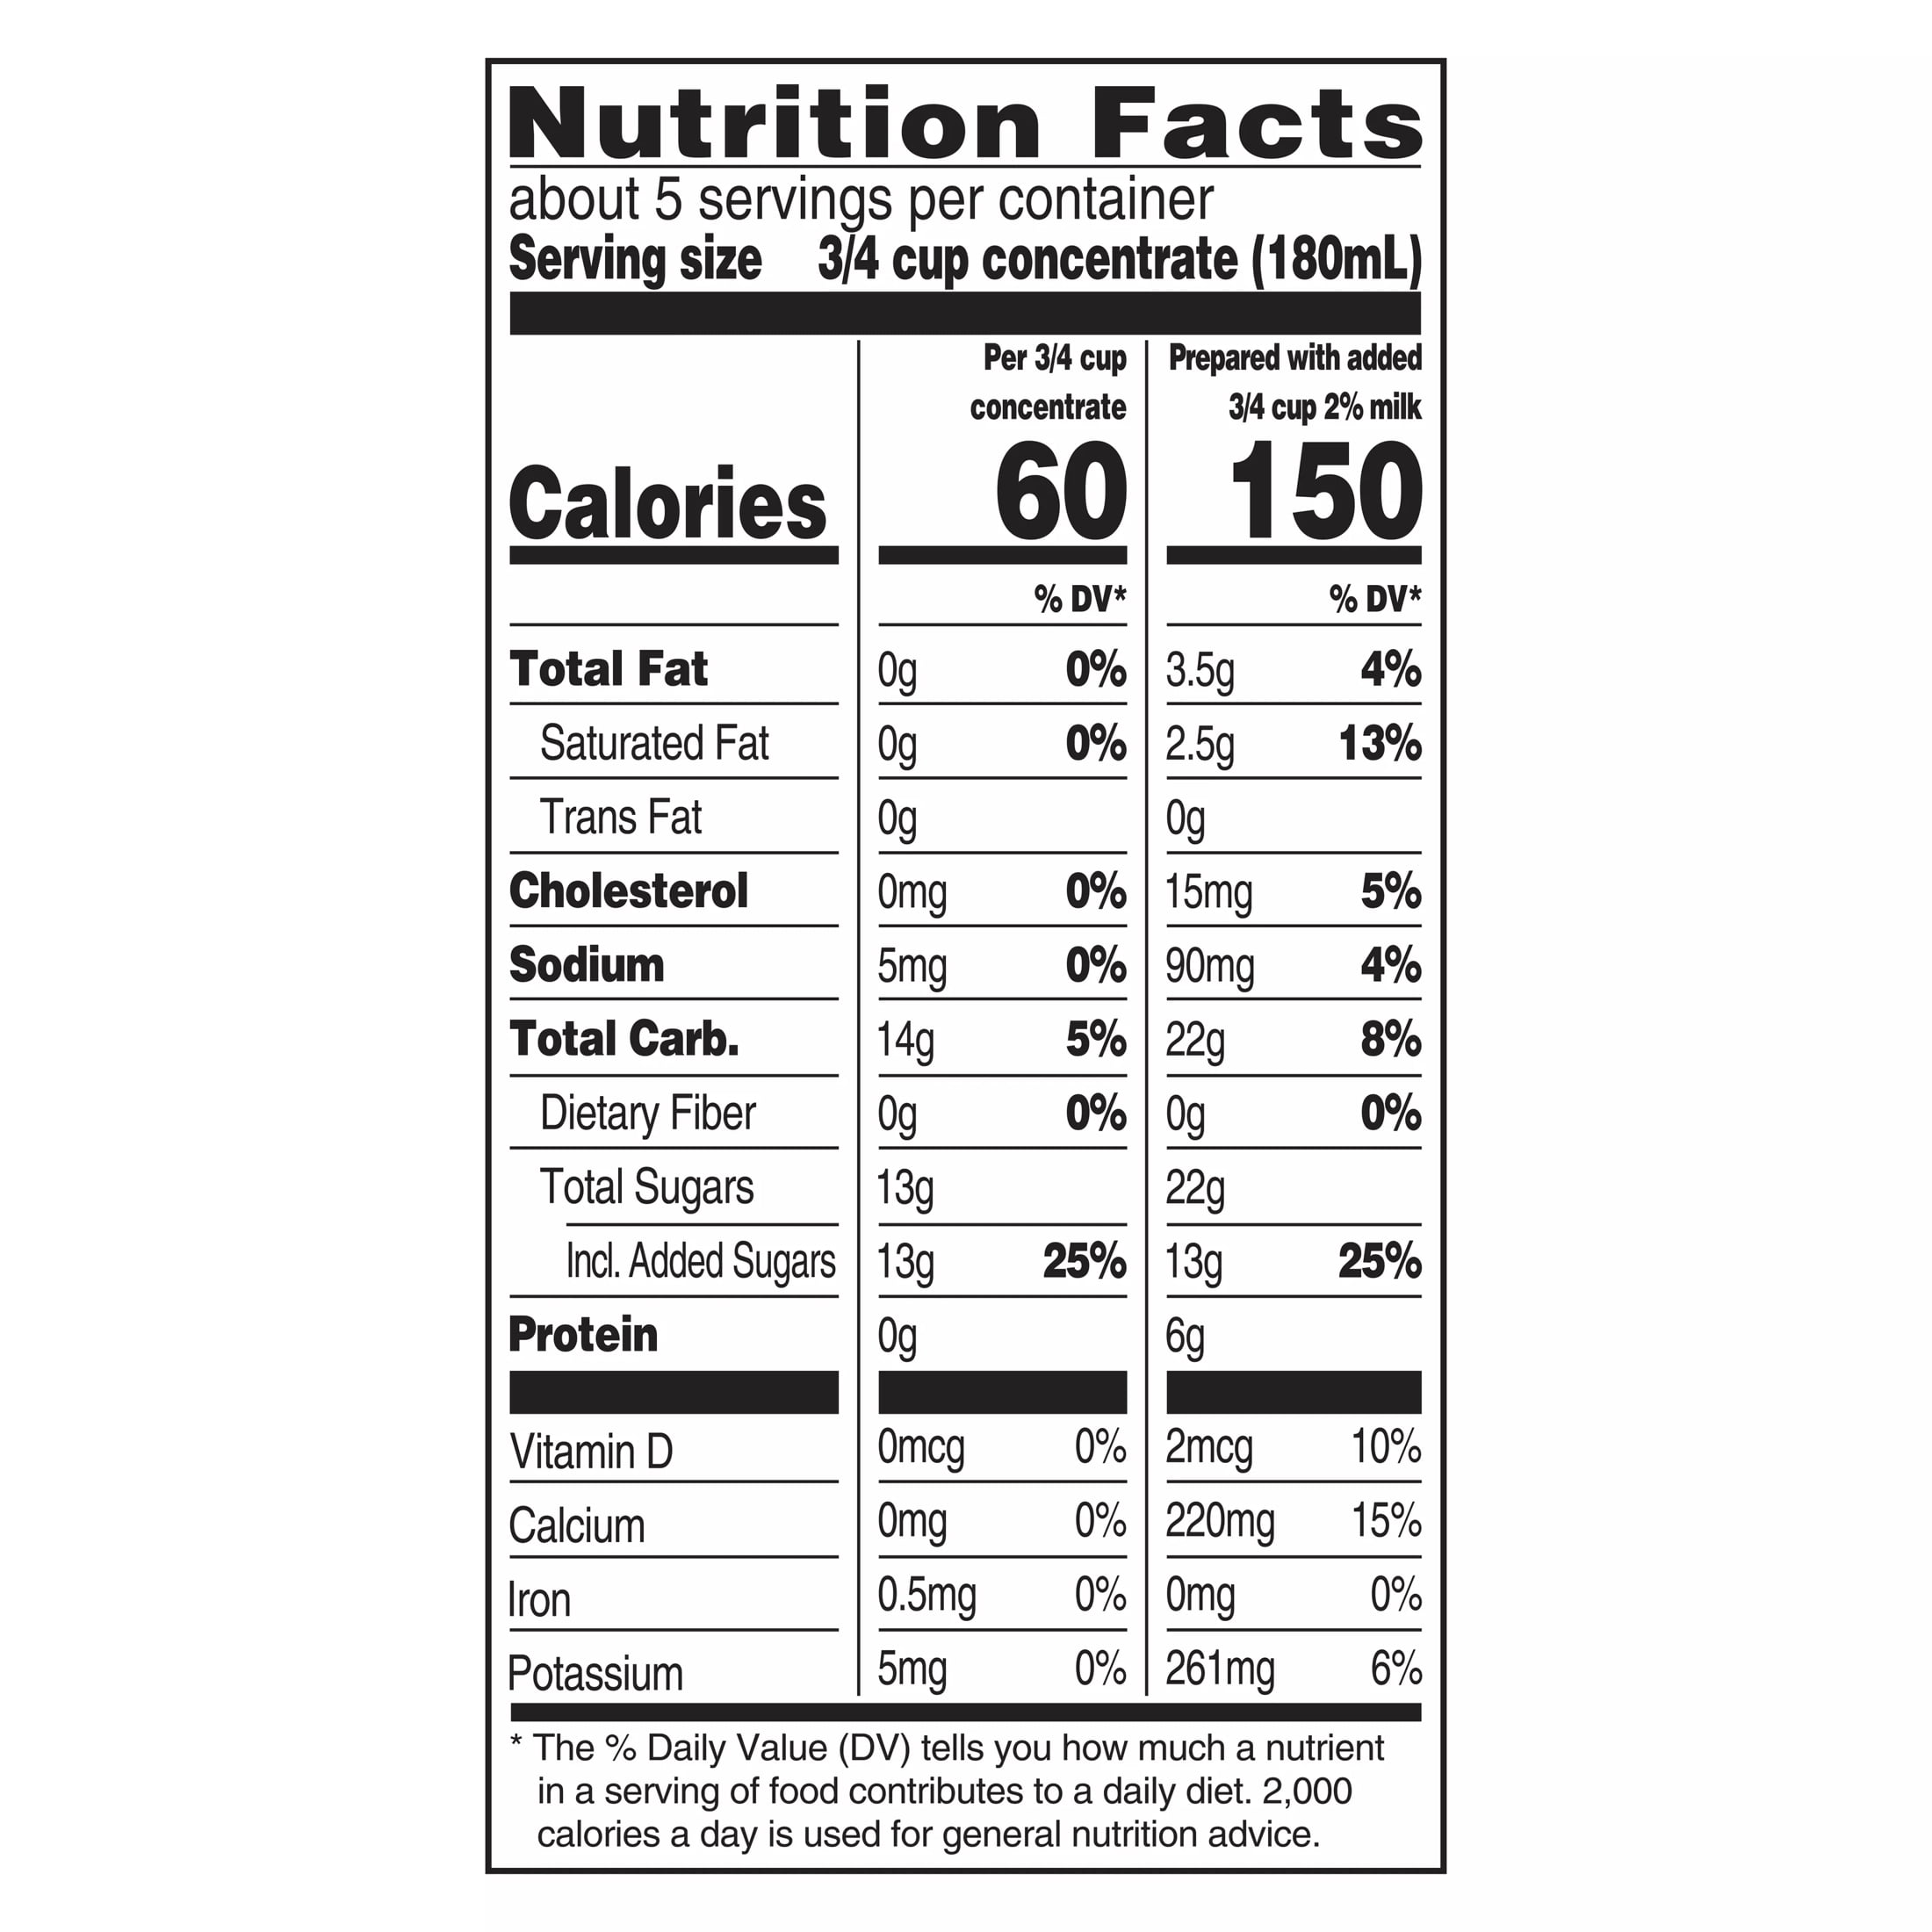 Nutrition Facts
about 5 servings per container
Serving size 3/4 cup concentrate (180mL)
Per 3/4 cup concentrate
Prepared with added 3/4 cup 2% milk
Calories 60 150
% DV* % DV*
Total Fat 0g 0% 3.5g 4%
Saturated Fat 0g 0% 2.5g 13%
Trans Fat 0g 0g
Cholesterol 0mg 0% 15mg 5%
Sodium 5mg 0% 90mg 4%
Total Carb. 14g 5% 22g 8%
Dietary Fiber 0g 0% 0g 0%
Total Sugars 13g 22g
Incl. Added Sugars 13g 25% 13g 25%
Protein 0g 6g
Vitamin D 0mcg 0% 2mcg 10%
Calcium 0mg 0% 220mg 15%
Iron 0.5mg 0% 0mg 0%
Potassium 5mg 0% 261mg 6%
* The % Daily Value (DV) tells you how much a nutrient
in a serving of food contributes to a daily diet. 2,000
calories a day is used for general nutrition advice.